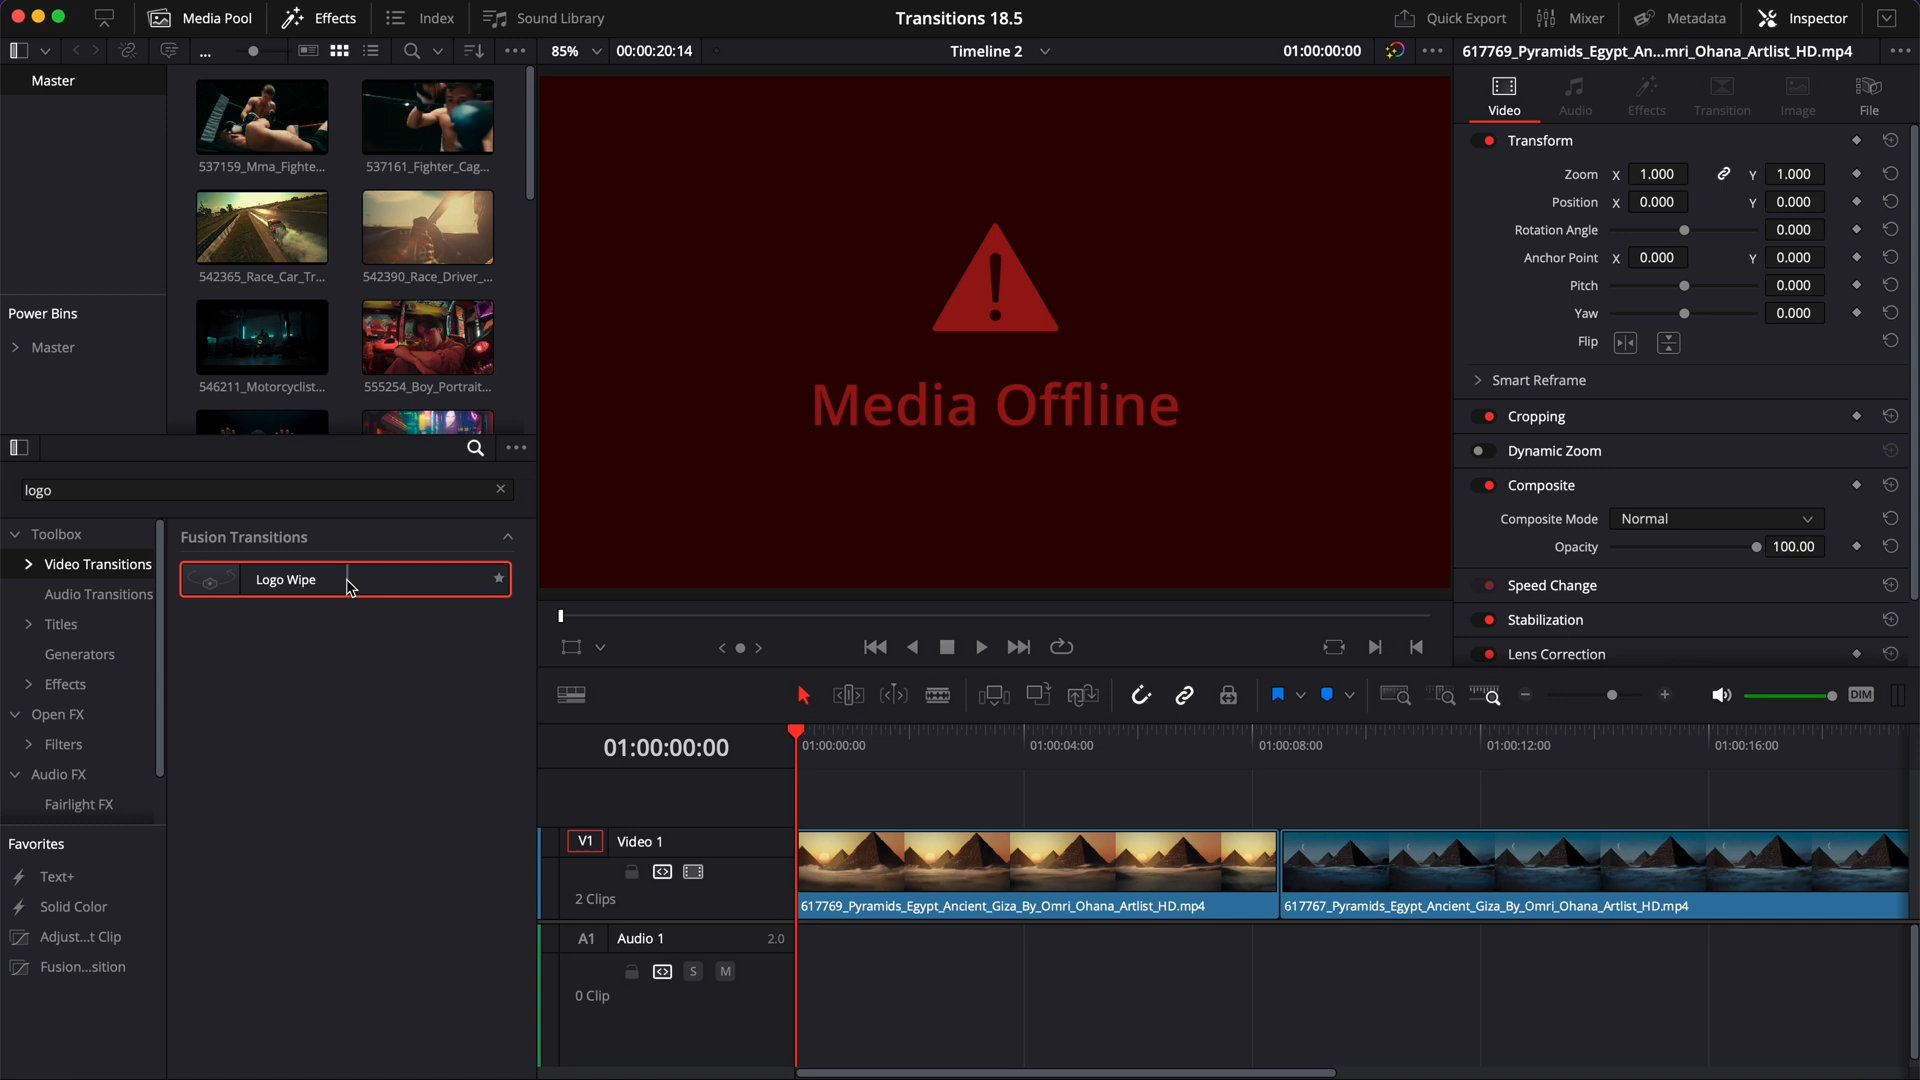 Media Pool
Effects
Index
Sound Library
Transitions 18.5
Quick Export
Mixer
Metadata
Inspector
...
85%
00:00:20:14
Timeline 2
01:00:00:00
617769_Pyramids_Egypt_An...mri_Ohana_Artlist_HD.mp4
Master
537159_Mma_Fighte...
537161_Fighter_Cag...
542365_Race_Car_Tr...
542390_Race_Driver_...
546211_Motorcyclist...
555254_Boy_Portrait...
Power Bins
Master
Media Offline
Video
Audio
Effects
Transition
Image
File
Transform
Zoom X 1.000 Y 1.000
Position X 0.000 Y 0.000
Rotation Angle 0.000
Anchor Point X 0.000 Y 0.000
Pitch 0.000
Yaw 0.000
Flip
Smart Reframe
Cropping
Dynamic Zoom
Composite
Composite Mode Normal
Opacity 100.00
Speed Change
Stabilization
Lens Correction
logo
Toolbox
Video Transitions
Audio Transitions
Titles
Generators
Effects
Open FX
Filters
Audio FX
Fairlight FX
Fusion Transitions
Logo Wipe
Favorites
Text+
Solid Color
Adjust...t Clip
Fusion...sition
DIM
01:00:00:00
01:00:00:00
01:00:04:00
01:00:08:00
01:00:12:00
01:00:16:00
V1 Video 1
2 Clips
617769_Pyramids_Egypt_Ancient_Giza_By_Omri_Ohana_Artlist_HD.mp4
617767_Pyramids_Egypt_Ancient_Giza_By_Omri_Ohana_Artlist_HD.mp4
A1 Audio 1 2.0
S M
0 Clip